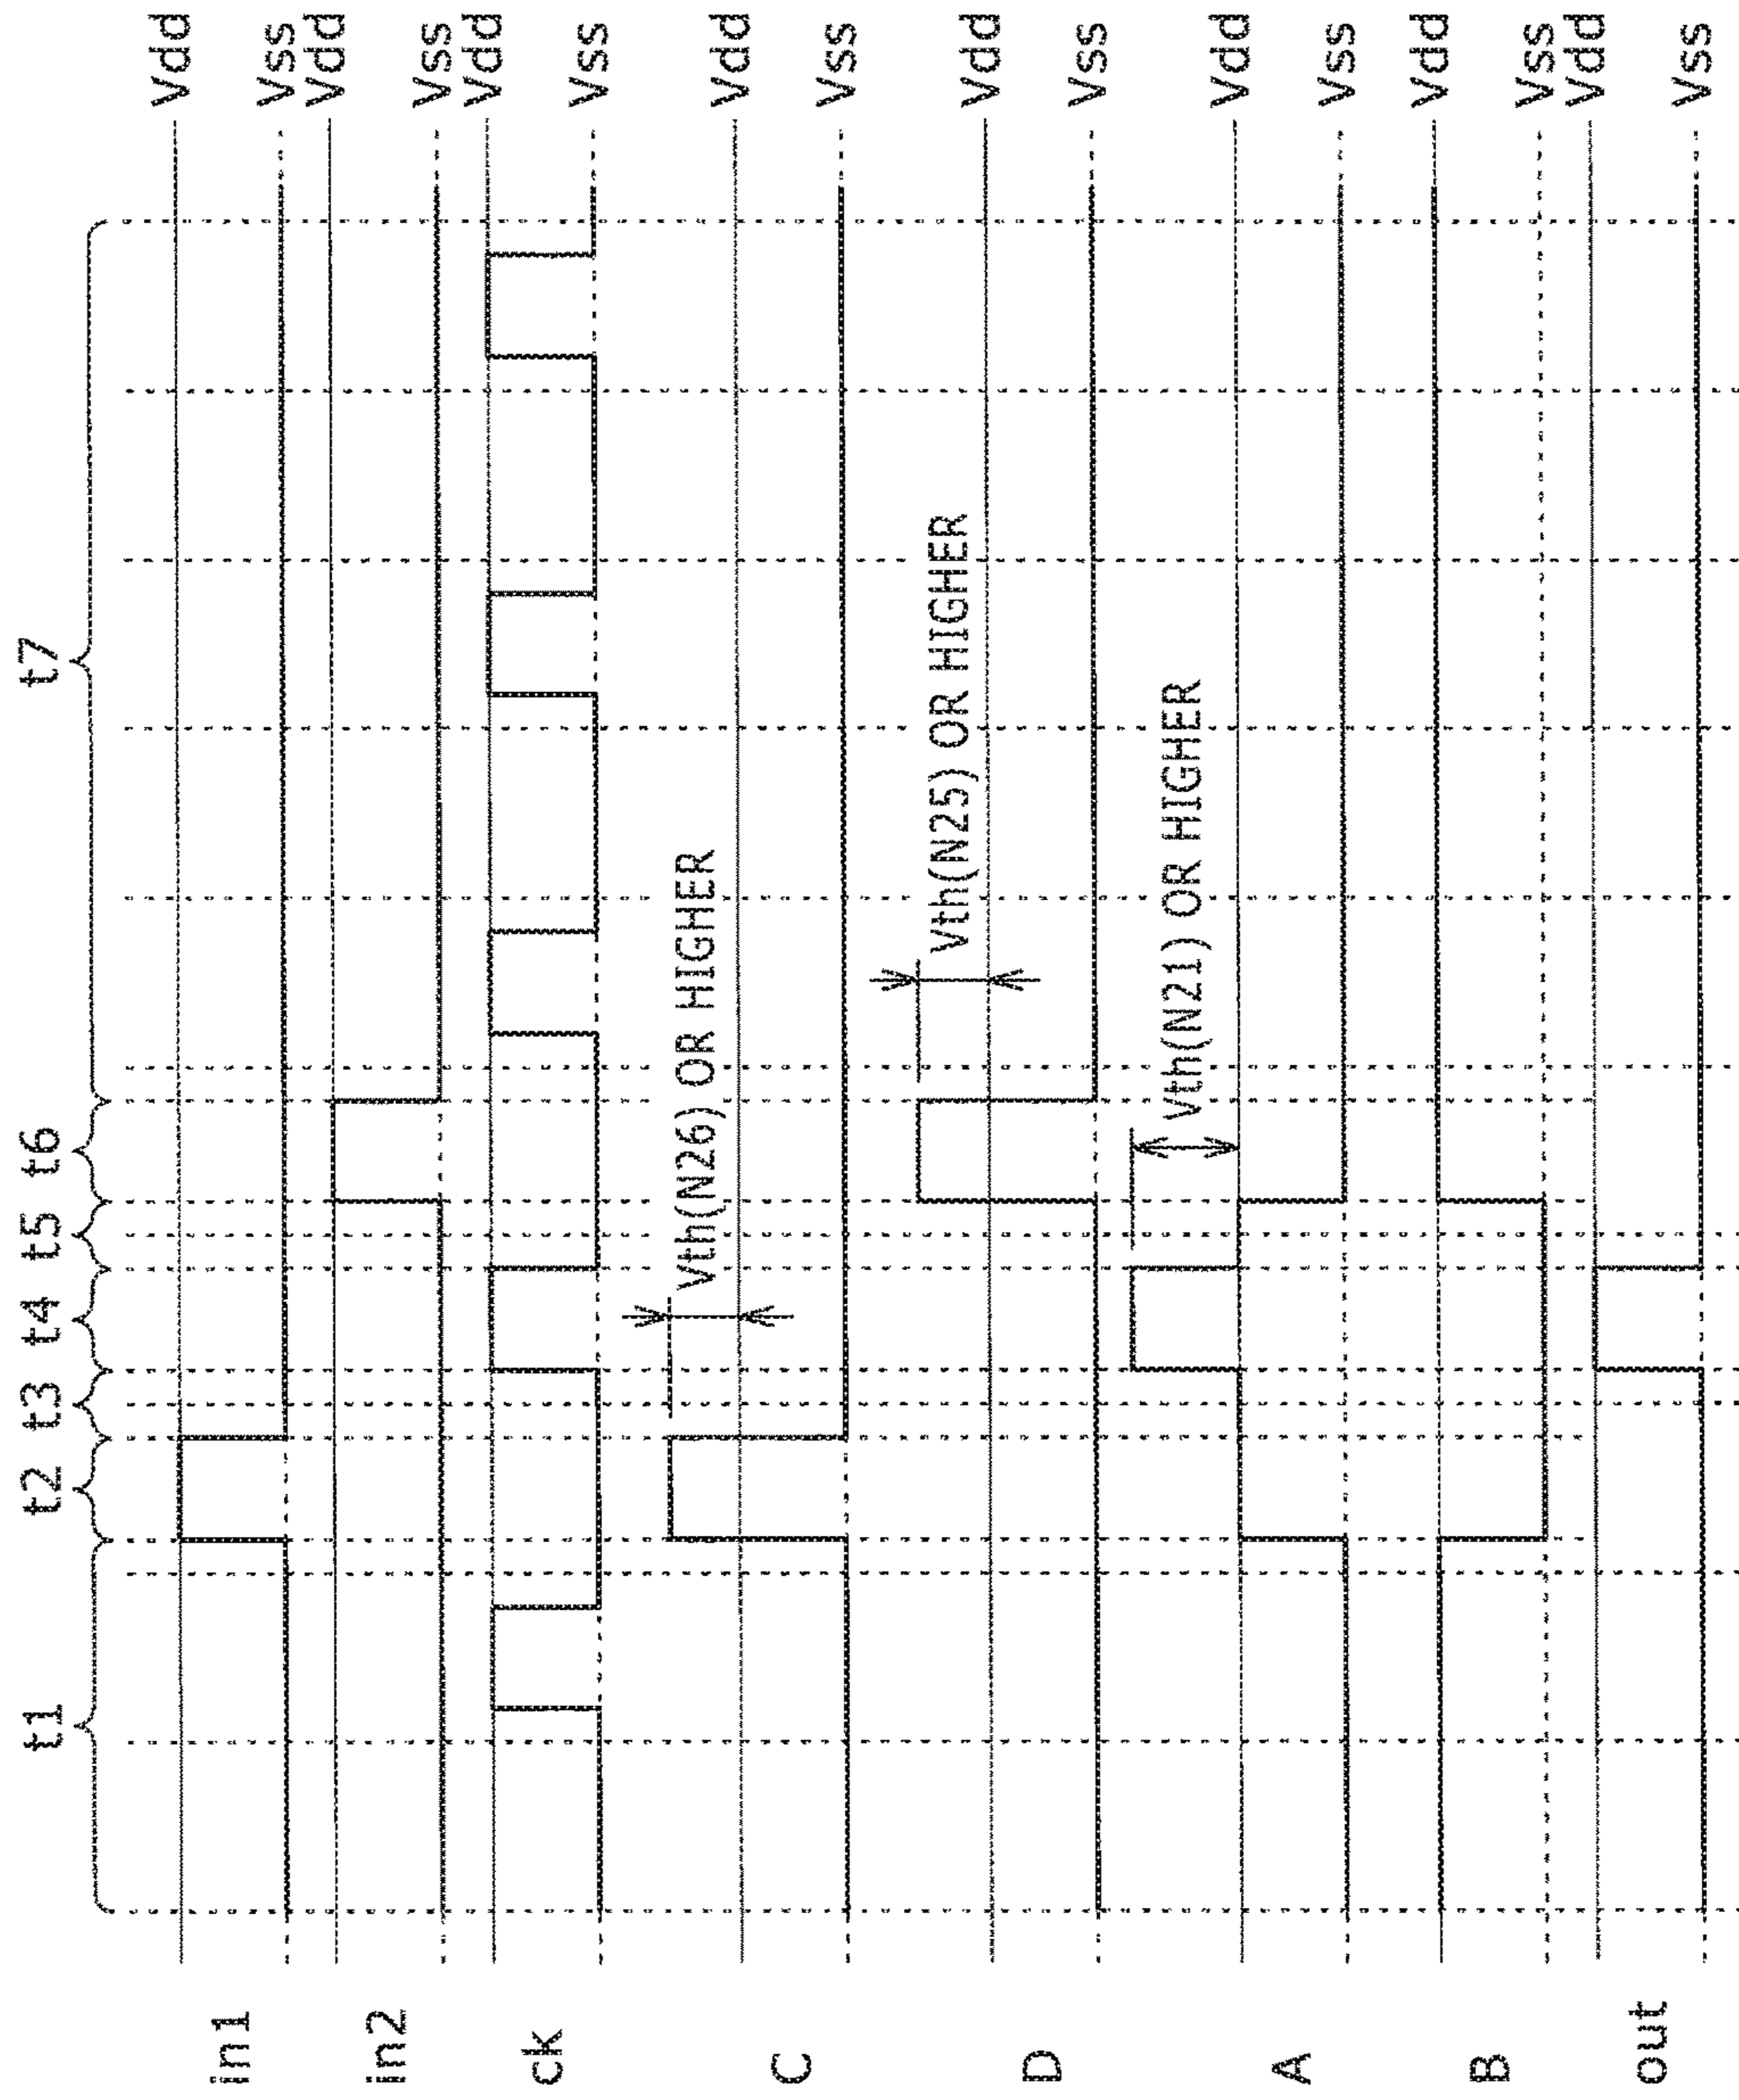 t1 t2 t3 t4 t5 t6 t7
in1 Vdd
Vss
in2 Vdd
Vss
ck Vdd
Vss
Vth(N26) OR HIGHER
C Vdd
Vss
Vth(N25) OR HIGHER
D Vdd
Vss
Vth(N21) OR HIGHER
A Vdd
Vss
B Vdd
Vss
out Vdd
Vss